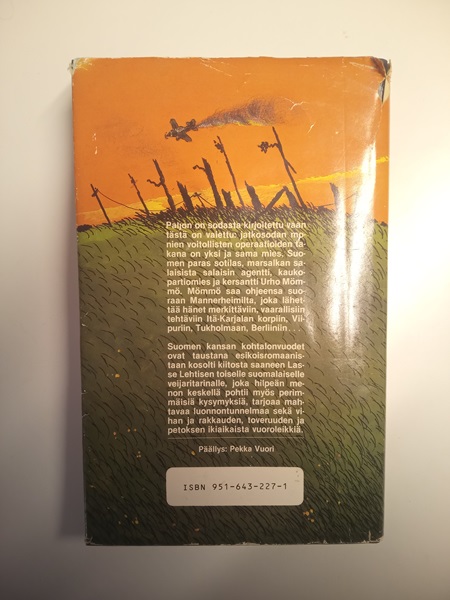 Paljon on sodasta kirjoitettu vaan
tästä on vaiettu: jatkosodan mo-
nien voitollisten operaatioiden ta-
kana on yksi ja sama mies. Suo-
men paras sotilas, marsalkan sa-
laisista salaisin agentti, kauko-
partiomies ja kersantti Urho Möm-
mö. Mömmö saa ohjeensa suo-
raan Mannerheimilta, joka lähet-
tää hänet merkittäviin, vaarallisiin
tehtäviin Itä-Karjalan korpiin, Vii-
puriin, Tukholmaan, Berliiniin...
Suomen kansan kohtalonvuodet
ovat taustana esikoisromaanis-
taan kosolti kiitosta saaneen Las-
se Lehtisen toiselle suomalaiselle
veijaritarinalle, joka hilpeän me-
non keskellä pohtii myös perim-
mäisiä kysymyksiä, tarjoaa mah-
tavaa luonnontunnelmaa sekä vi-
han ja rakkauden, toveruuden ja
petoksen ikiaikaista vuoroleikkiä.
Päällys: Pekka Vuori
ISBN 951-643-227-1